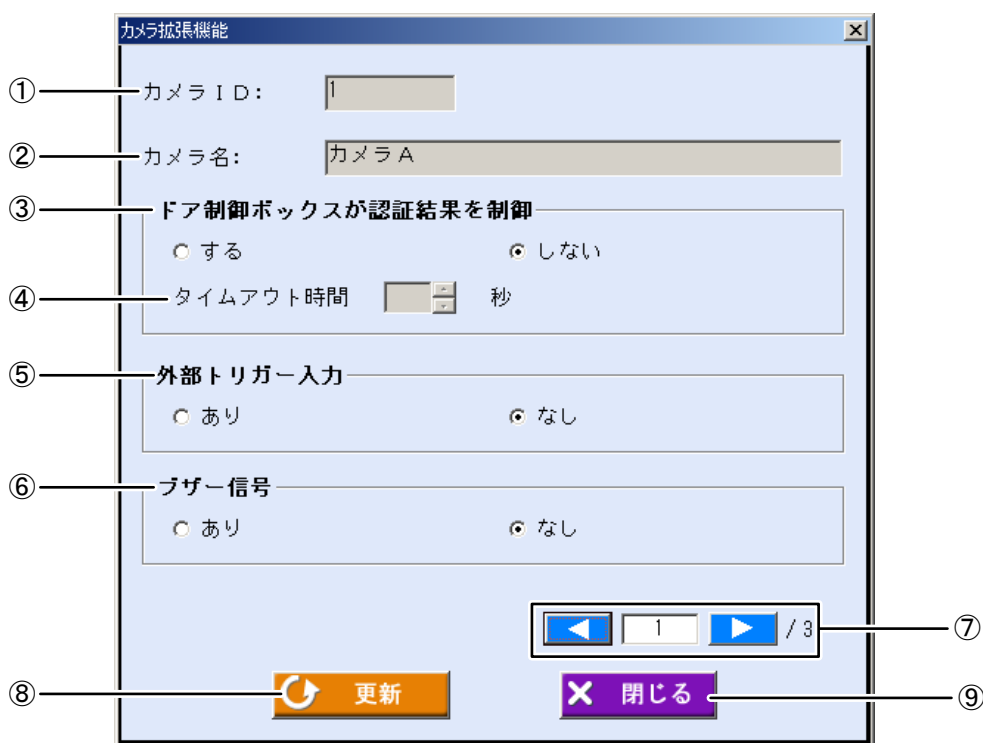 カメラ拡張機能
① カメラＩＤ: 1
② カメラ名: カメラＡ
③ ドア制御ボックスが認証結果を制御
する しない
④ タイムアウト時間 秒
⑤ 外部トリガー入力
あり なし
⑥ ブザー信号
あり なし
1 / 3 ⑦
⑧ 更新 閉じる ⑨